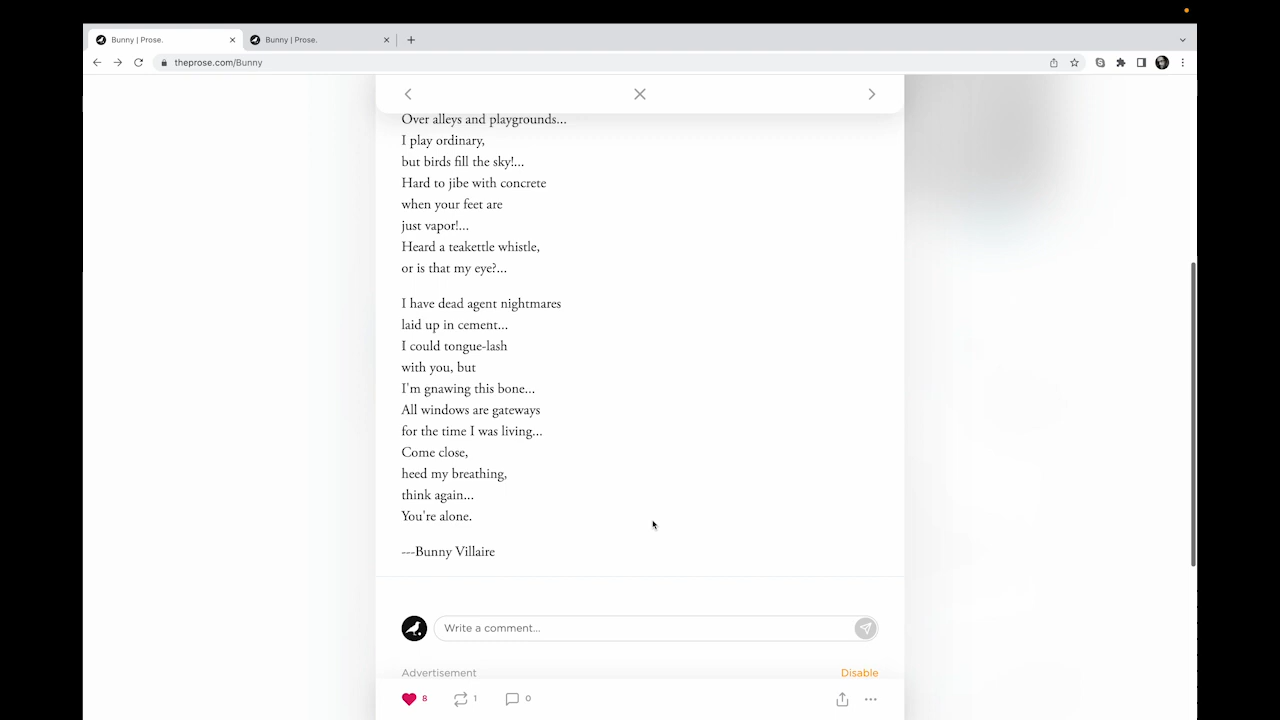 Bunny | Prose.
Bunny | Prose.
theprose.com/Bunny
Over alleys and playgrounds...
I play ordinary,
but birds fill the sky!...
Hard to jibe with concrete
when your feet are
just vapor!...
Heard a teakettle whistle,
or is that my eye?...
I have dead agent nightmares
laid up in cement...
I could tongue-lash
with you, but
I'm gnawing this bone...
All windows are gateways
for the time I was living...
Come close,
heed my breathing,
think again...
You're alone.
---Bunny Villaire
Write a comment...
Advertisement
Disable
8
1
0